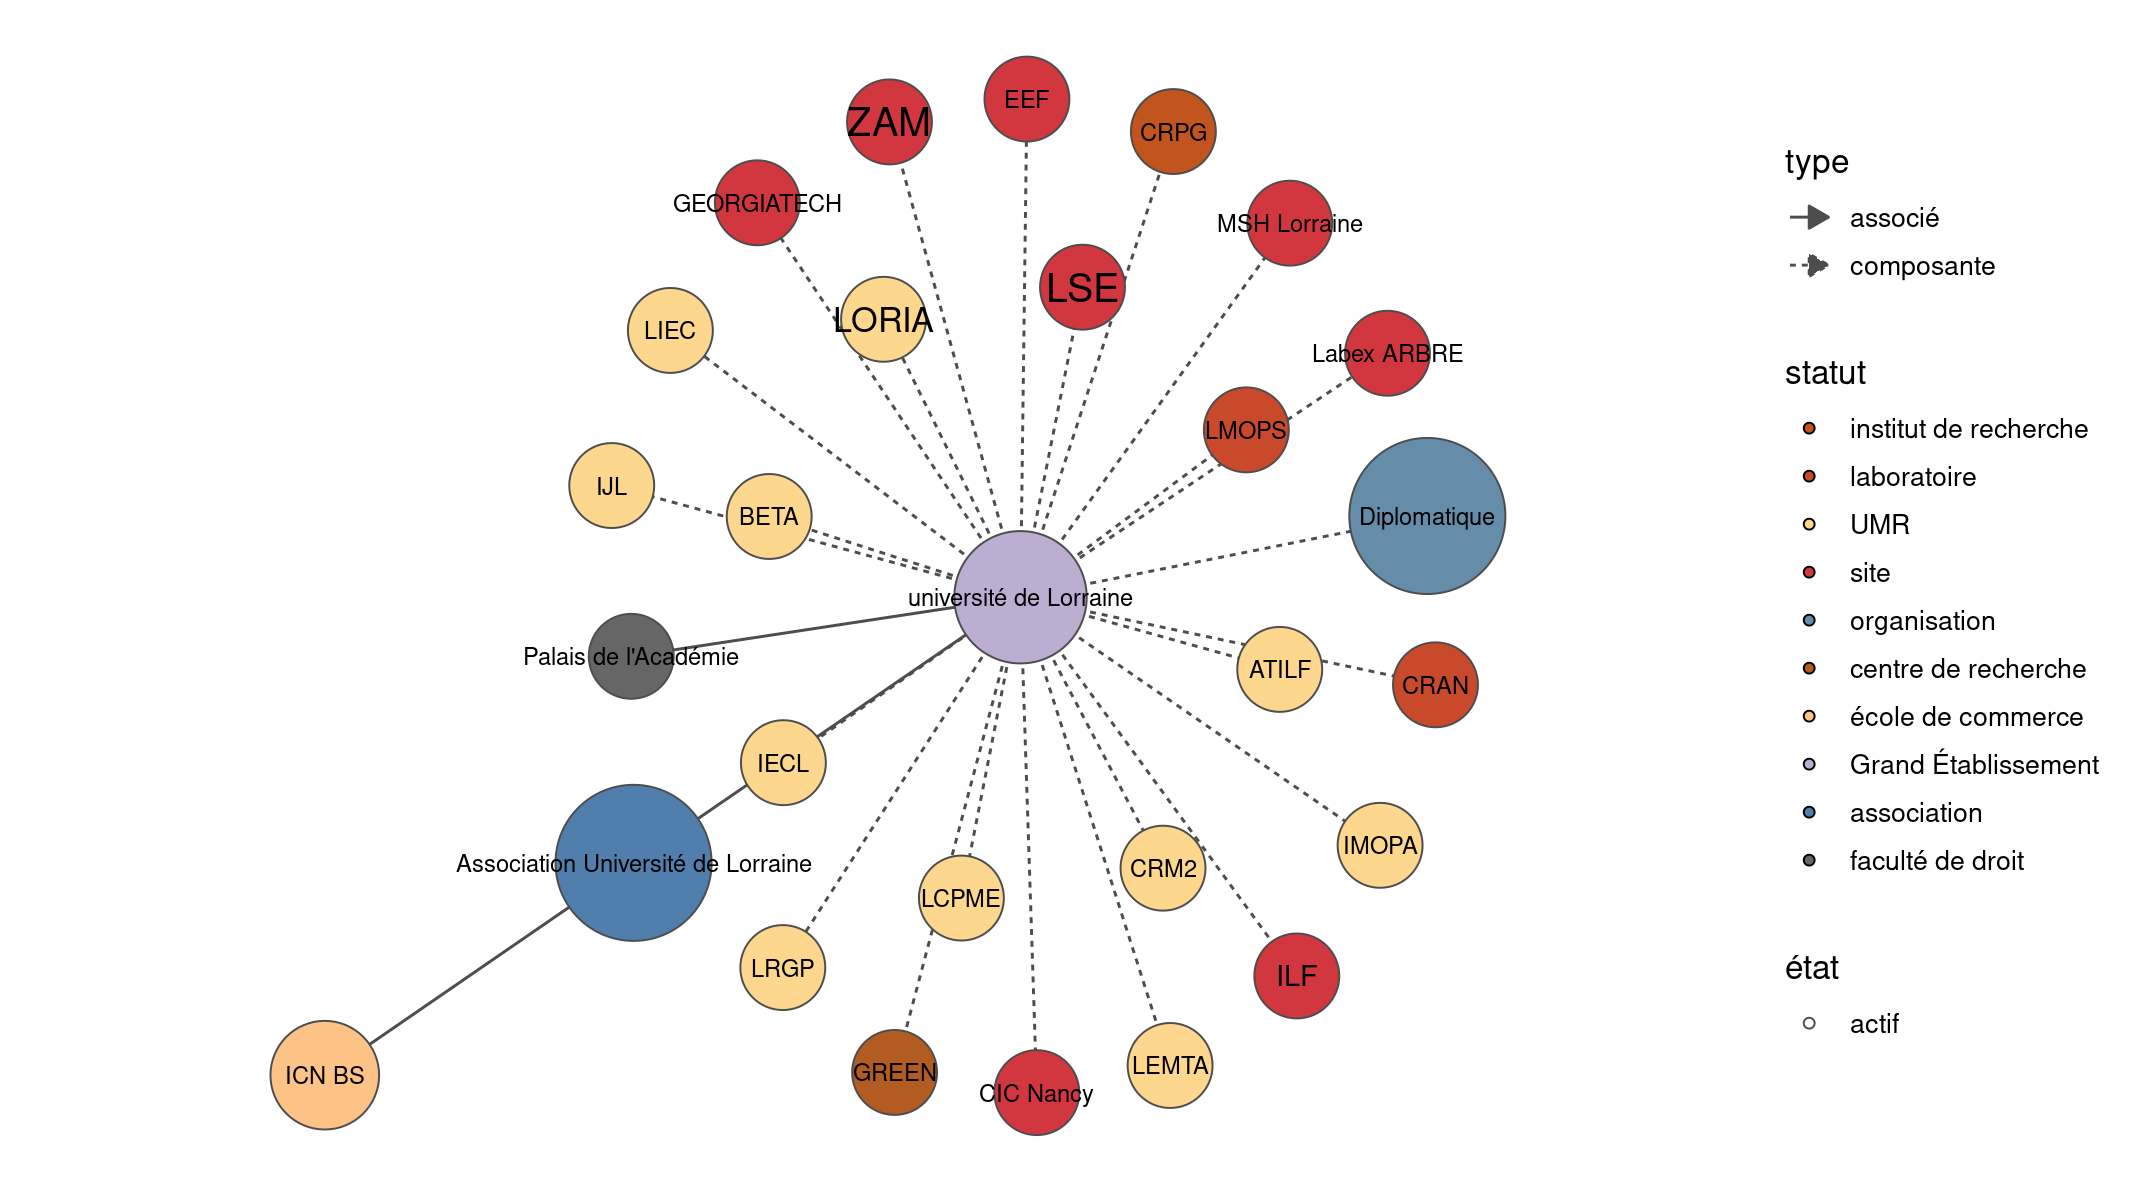 ZAM
EEF
CRPG
GEORGIATECH
MSH Lorraine
LSE
LORIA
LIEC
Labex ARBRE
LMOPS
IJL
BETA
Diplomatique
université de Lorraine
Palais de l'Académie
ATILF
CRAN
IECL
Association Université de Lorraine
IMOPA
CRM2
LCPME
LRGP
ILF
ICN BS
GREEN
CIC Nancy
LEMTA
type
associé
composante
statut
institut de recherche
laboratoire
UMR
site
organisation
centre de recherche
école de commerce
Grand Établissement
association
faculté de droit
état
actif